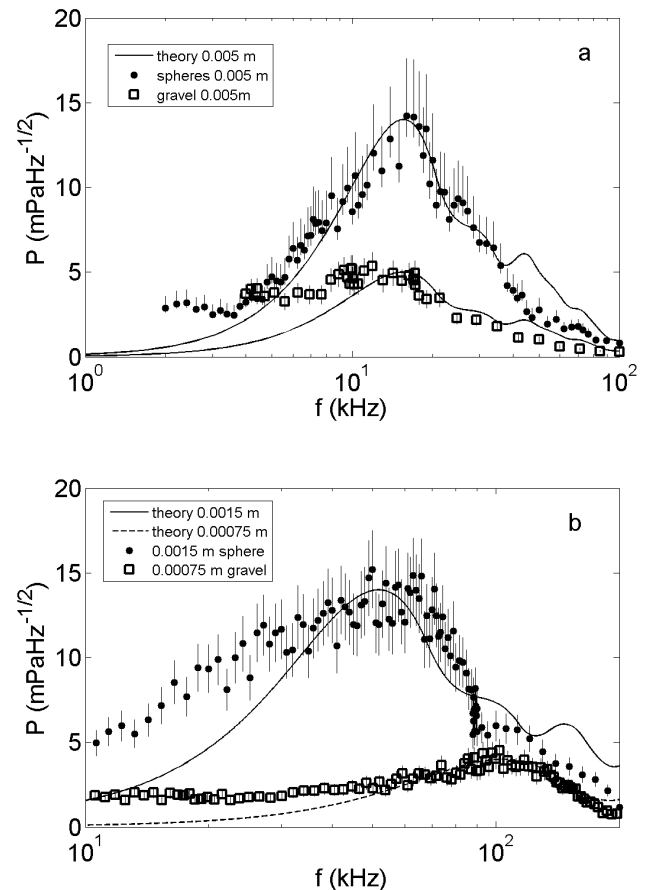 20
15
10
5
0
P (mPaHz^-1/2)
a
theory 0.005 m
spheres 0.005 m
gravel 0.005m
10^0
10^1
10^2
f (kHz)
20
15
10
5
0
P (mPaHz^-1/2)
b
theory 0.0015 m
theory 0.00075 m
0.0015 m sphere
0.00075 m gravel
10^1
10^2
f (kHz)